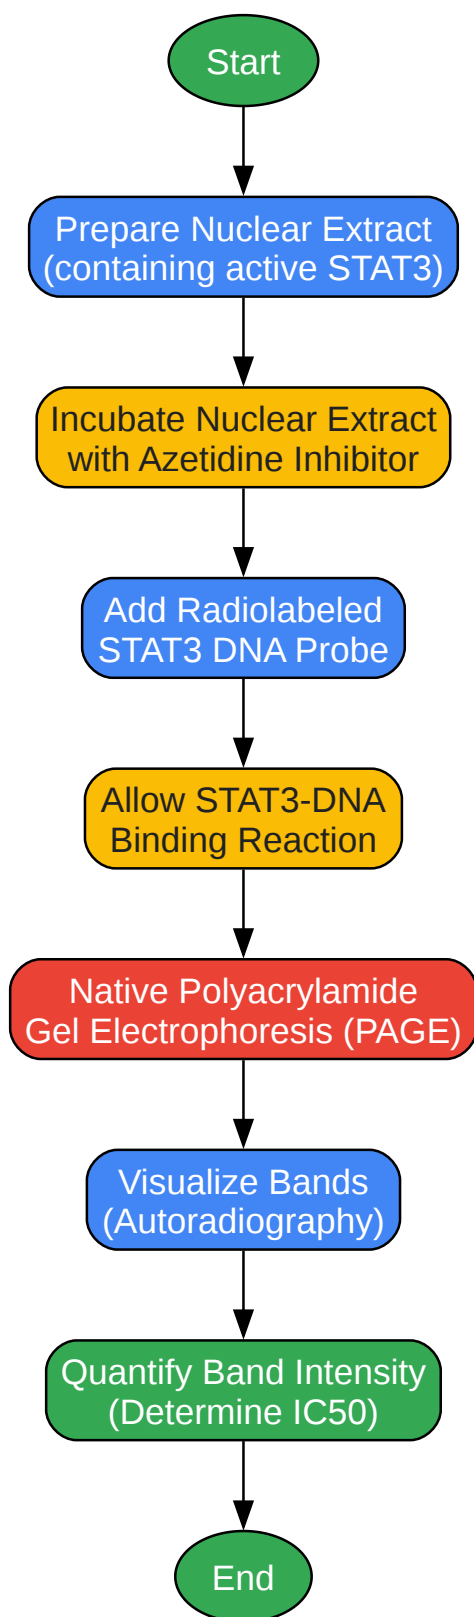 Start
Prepare Nuclear Extract
(containing active STAT3)
Incubate Nuclear Extract
with Azetidine Inhibitor
Add Radiolabeled
STAT3 DNA Probe
Allow STAT3-DNA
Binding Reaction
Native Polyacrylamide
Gel Electrophoresis (PAGE)
Visualize Bands
(Autoradiography)
Quantify Band Intensity
(Determine IC50)
End